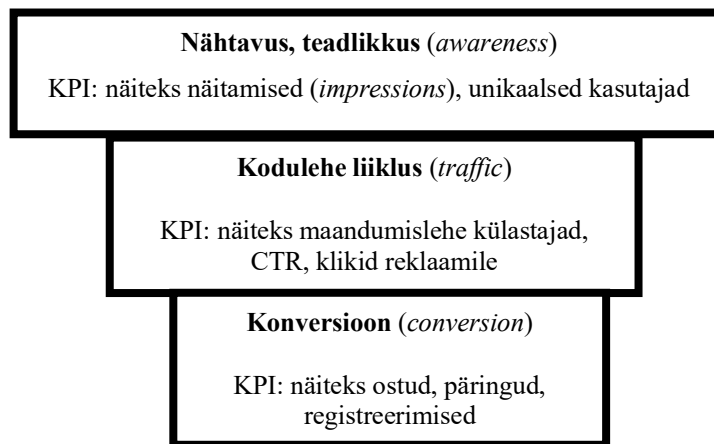 Nähtavus, teadlikkus (awareness)
KPI: näiteks näitamised (impressions), unikaalsed kasutajad
Kodulehe liiklus (traffic)
KPI: näiteks maandumislehe külastajad,
CTR, klikid reklaamile
Konversioon (conversion)
KPI: näiteks ostud, päringud,
registreerimised